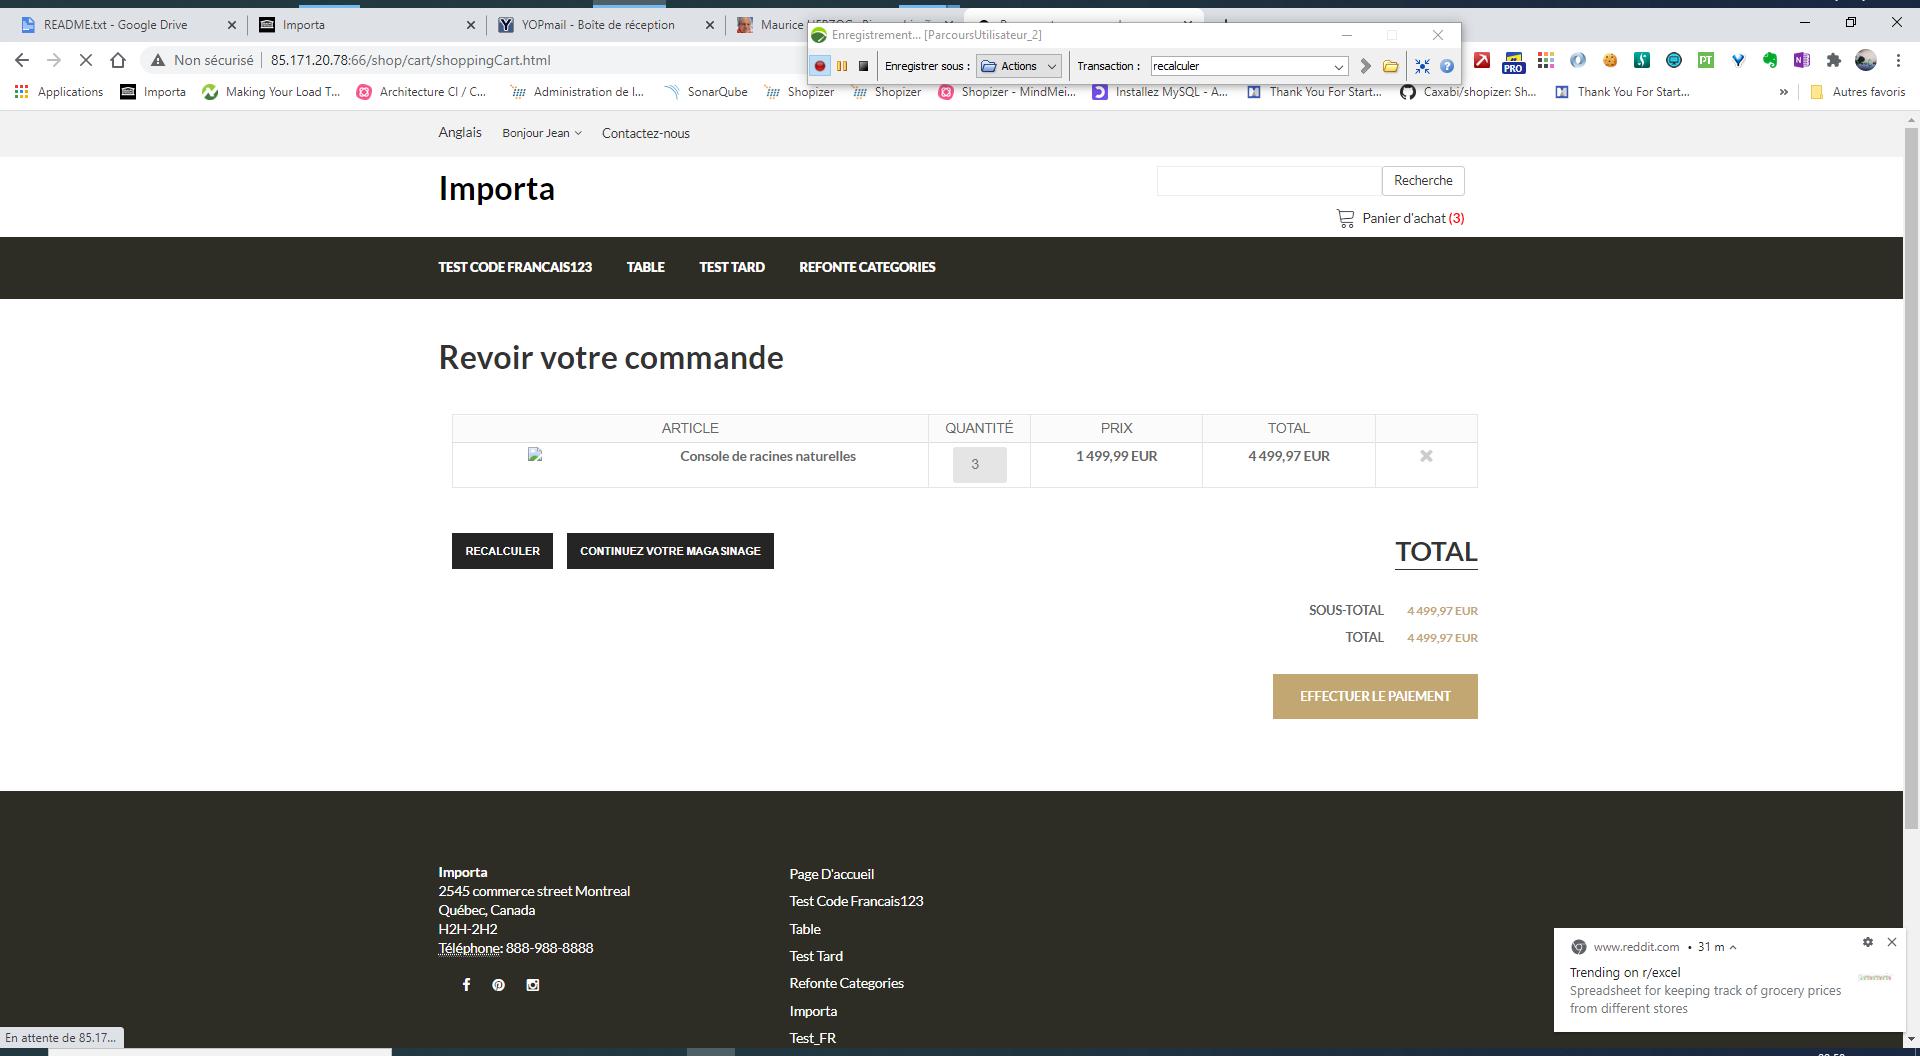 README.txt - Google Drive
Importa
YOPmail - Boîte de réception
Maurice
Enregistrement... [ParcoursUtilisateur_2]
Non sécurisé
85.171.20.78:66/shop/cart/shoppingCart.html
Enregistrer sous :
Actions
Transaction :
recalculer
PRO
PT
Applications
Importa
Making Your Load T...
Architecture CI / C...
Administration de l...
SonarQube
Shopizer
Shopizer
Shopizer - MindMei...
Installez MySQL - A...
Thank You For Start...
Caxabi/shopizer: Sh...
Thank You For Start...
Autres favoris
Anglais
Bonjour Jean
Contactez-nous
Importa
Recherche
Panier d'achat (3)
TEST CODE FRANCAIS123
TABLE
TEST TARD
REFONTE CATEGORIES
Revoir votre commande
ARTICLE
QUANTITÉ
PRIX
TOTAL
Console de racines naturelles
3
1 499,99 EUR
4 499,97 EUR
RECALCULER
CONTINUEZ VOTRE MAGASINAGE
TOTAL
SOUS-TOTAL 4 499,97 EUR
TOTAL 4 499,97 EUR
EFFECTUER LE PAIEMENT
Importa
2545 commerce street Montreal
Québec, Canada
H2H-2H2
Téléphone: 888-988-8888
Page D'accueil
Test Code Francais123
Table
Test Tard
Refonte Categories
Importa
Test_FR
www.reddit.com • 31 m
Trending on r/excel
Spreadsheet for keeping track of grocery prices
from different stores
En attente de 85.17...